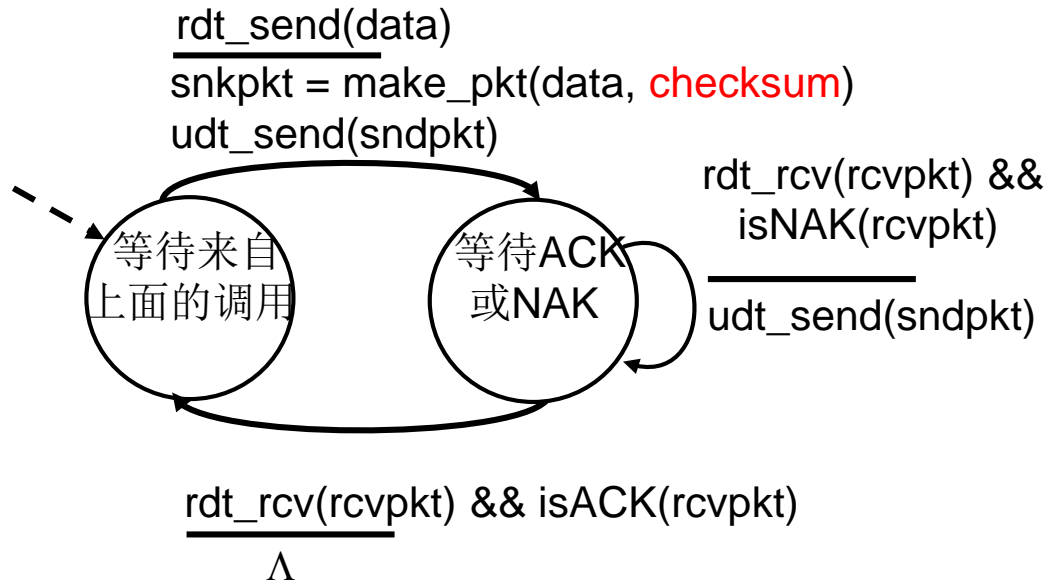 rdt_send(data)
snkpkt = make_pkt(data, checksum)
udt_send(sndpkt)
rdt_rcv(rcvpkt) &&
isNAK(rcvpkt)
udt_send(sndpkt)
等待来自
上面的调用
等待ACK
或NAK
rdt_rcv(rcvpkt) && isACK(rcvpkt)
Λ